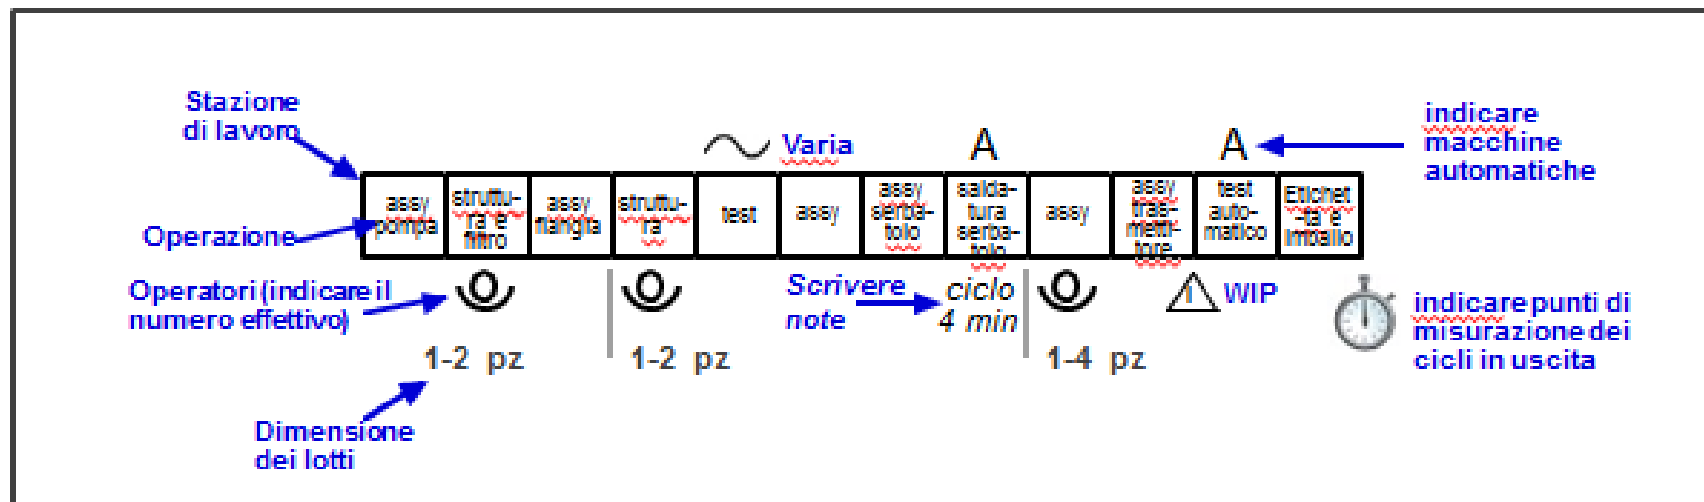 Stazione
di lavoro
Varia
A
A
indicare
macchine
automatiche
assy
pompa
struttu-
ra e
filtro
assy
flangita
struttu-
ra
test
assy
assy
serba-
toio
salda-
tura
serba-
toio
assy
assy
tras-
metti-
tore
test
auto-
matico
Etichet
-ta e
imballo
Operazione
Operatori (indicare il
numero effettivo)
Scrivere
note
ciclo
4 min
WIP
indicare punti di
misurazione dei
cicli in uscita
1-2 pz
1-2 pz
1-4 pz
Dimensione
dei lotti